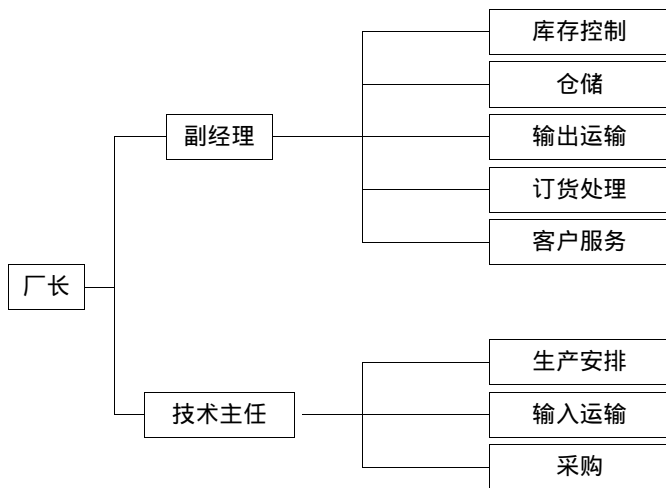 库存控制
仓储
副经理
输出运输
订货处理
客户服务
厂长
生产安排
技术主任
输入运输
采购